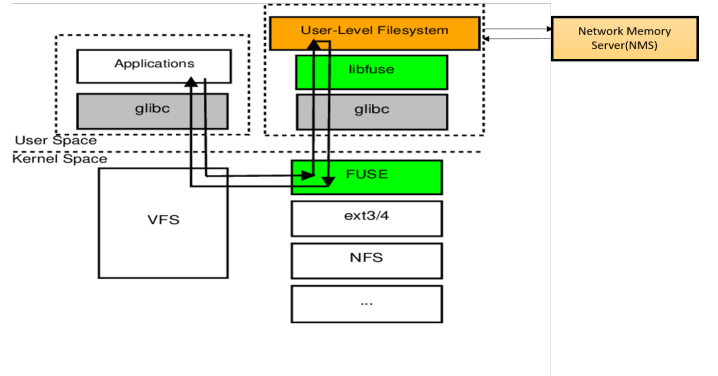 User-Level Filesystem
Network Memory
Server(NMS)
Applications
libfuse
glibc
glibc
User Space
Kernel Space
FUSE
VFS
ext3/4
NFS
...